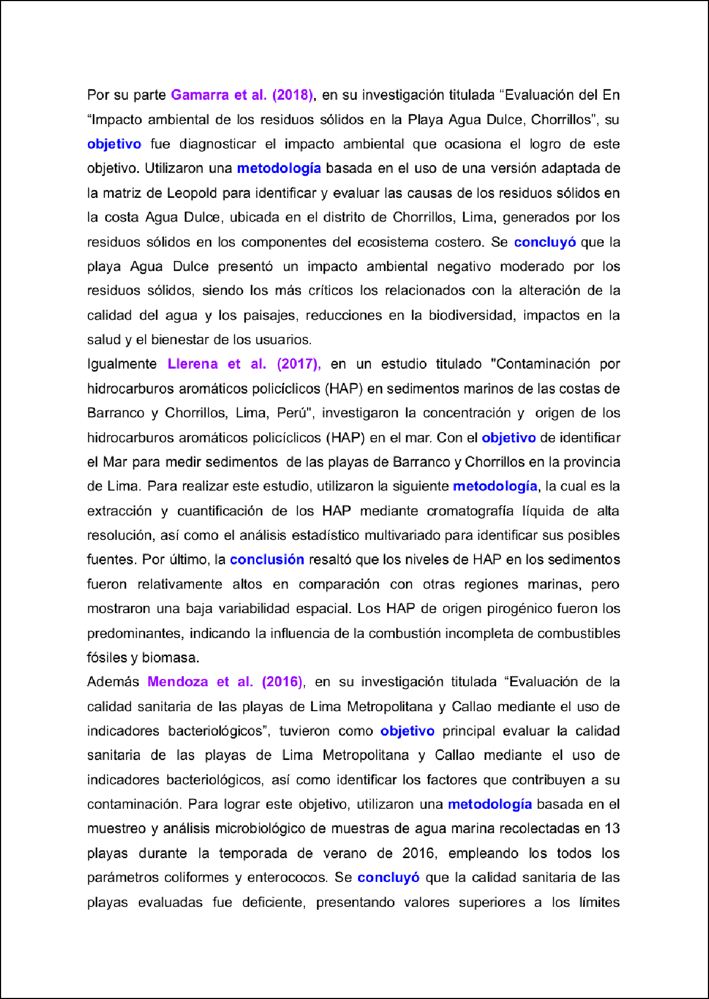 Por su parte Gamarra et al. (2018), en su investigación titulada “Evaluación del En
“Impacto ambiental de los residuos sólidos en la Playa Agua Dulce, Chorrillos”, su
objetivo fue diagnosticar el impacto ambiental que ocasiona el logro de este
objetivo. Utilizaron una metodología basada en el uso de una versión adaptada de
la matriz de Leopold para identificar y evaluar las causas de los residuos sólidos en
la costa Agua Dulce, ubicada en el distrito de Chorrillos, Lima, generados por los
residuos sólidos en los componentes del ecosistema costero. Se concluyó que la
playa Agua Dulce presentó un impacto ambiental negativo moderado por los
residuos sólidos, siendo los más críticos los relacionados con la alteración de la
calidad del agua y los paisajes, reducciones en la biodiversidad, impactos en la
salud y el bienestar de los usuarios.
Igualmente Llerena et al. (2017), en un estudio titulado "Contaminación por
hidrocarburos aromáticos policíclicos (HAP) en sedimentos marinos de las costas de
Barranco y Chorrillos, Lima, Perú", investigaron la concentración y origen de los
hidrocarburos aromáticos policíclicos (HAP) en el mar. Con el objetivo de identificar
el Mar para medir sedimentos de las playas de Barranco y Chorrillos en la provincia
de Lima. Para realizar este estudio, utilizaron la siguiente metodología, la cual es la
extracción y cuantificación de los HAP mediante cromatografía líquida de alta
resolución, así como el análisis estadístico multivariado para identificar sus posibles
fuentes. Por último, la conclusión resaltó que los niveles de HAP en los sedimentos
fueron relativamente altos en comparación con otras regiones marinas, pero
mostraron una baja variabilidad espacial. Los HAP de origen pirogénico fueron los
predominantes, indicando la influencia de la combustión incompleta de combustibles
fósiles y biomasa.
Además Mendoza et al. (2016), en su investigación titulada “Evaluación de la
calidad sanitaria de las playas de Lima Metropolitana y Callao mediante el uso de
indicadores bacteriológicos”, tuvieron como objetivo principal evaluar la calidad
sanitaria de las playas de Lima Metropolitana y Callao mediante el uso de
indicadores bacteriológicos, así como identificar los factores que contribuyen a su
contaminación. Para lograr este objetivo, utilizaron una metodología basada en el
muestreo y análisis microbiológico de muestras de agua marina recolectadas en 13
playas durante la temporada de verano de 2016, empleando los todos los
parámetros coliformes y enterococos. Se concluyó que la calidad sanitaria de las
playas evaluadas fue deficiente, presentando valores superiores a los límites